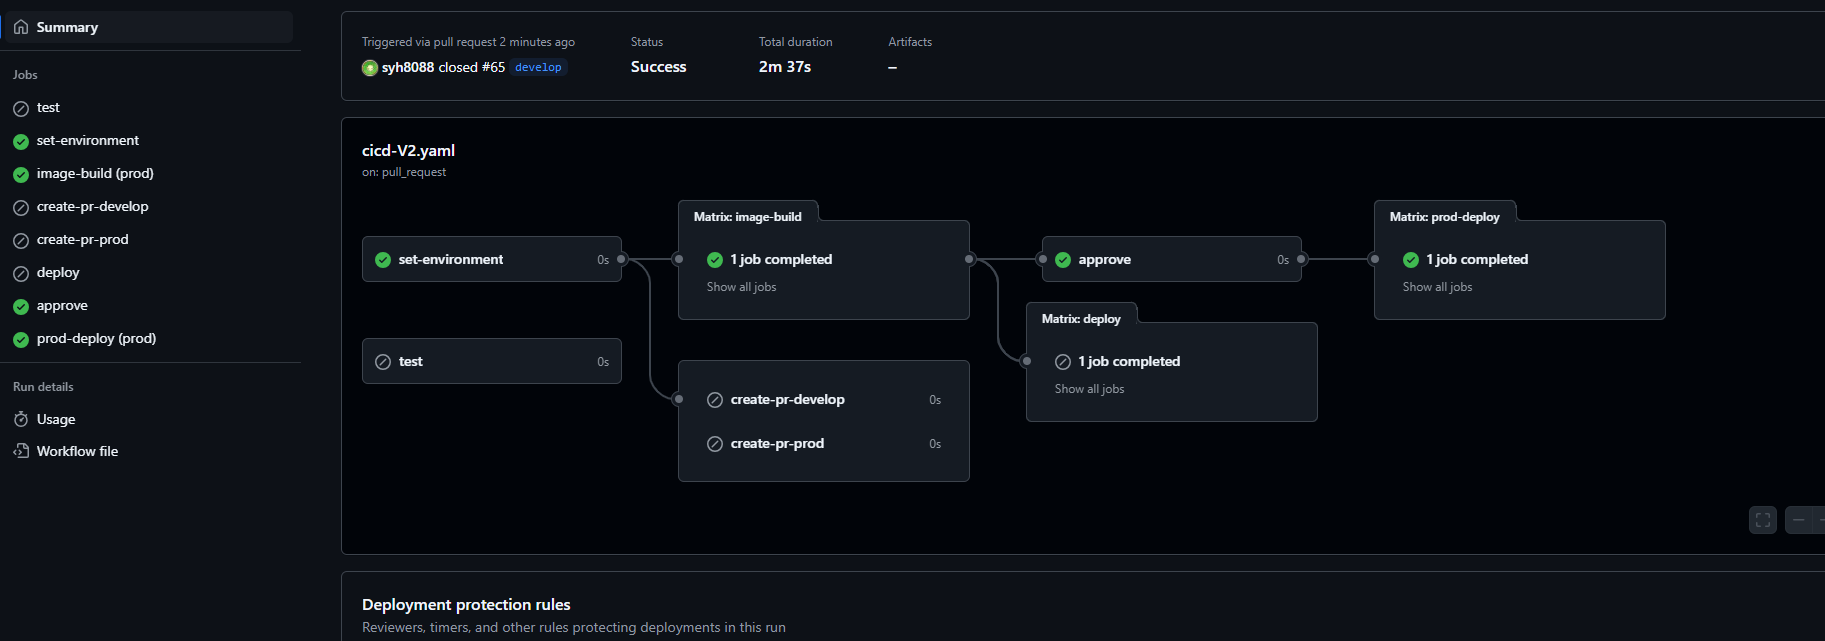 Summary
Jobs
test
set-environment
image-build (prod)
create-pr-develop
create-pr-prod
deploy
approve
prod-deploy (prod)
Run details
Usage
Workflow file
Triggered via pull request 2 minutes ago
syh8088 closed #65 develop
Status
Success
Total duration
2m 37s
Artifacts
–
cicd-V2.yaml
on: pull_request
set-environment 0s
test 0s
Matrix: image-build
1 job completed
Show all jobs
create-pr-develop 0s
create-pr-prod 0s
approve 0s
Matrix: deploy
1 job completed
Show all jobs
Matrix: prod-deploy
1 job completed
Show all jobs
Deployment protection rules
Reviewers, timers, and other rules protecting deployments in this run